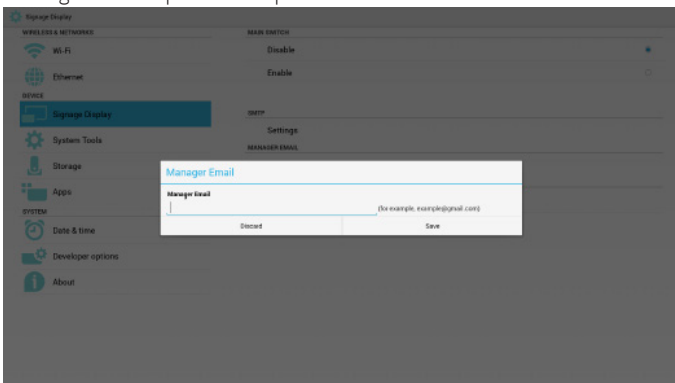 Signage Display
WIRELESS & NETWORKS
Wi-Fi
Ethernet
DEVICE
Signage Display
System Tools
Storage
Apps
SYSTEM
Date & time
Developer options
About
MAIN SWITCH
Disable
Enable
SMTP
Settings
MANAGER EMAIL
Manager Email
Manager Email
(for example, example@gmail.com)
Discard
Save